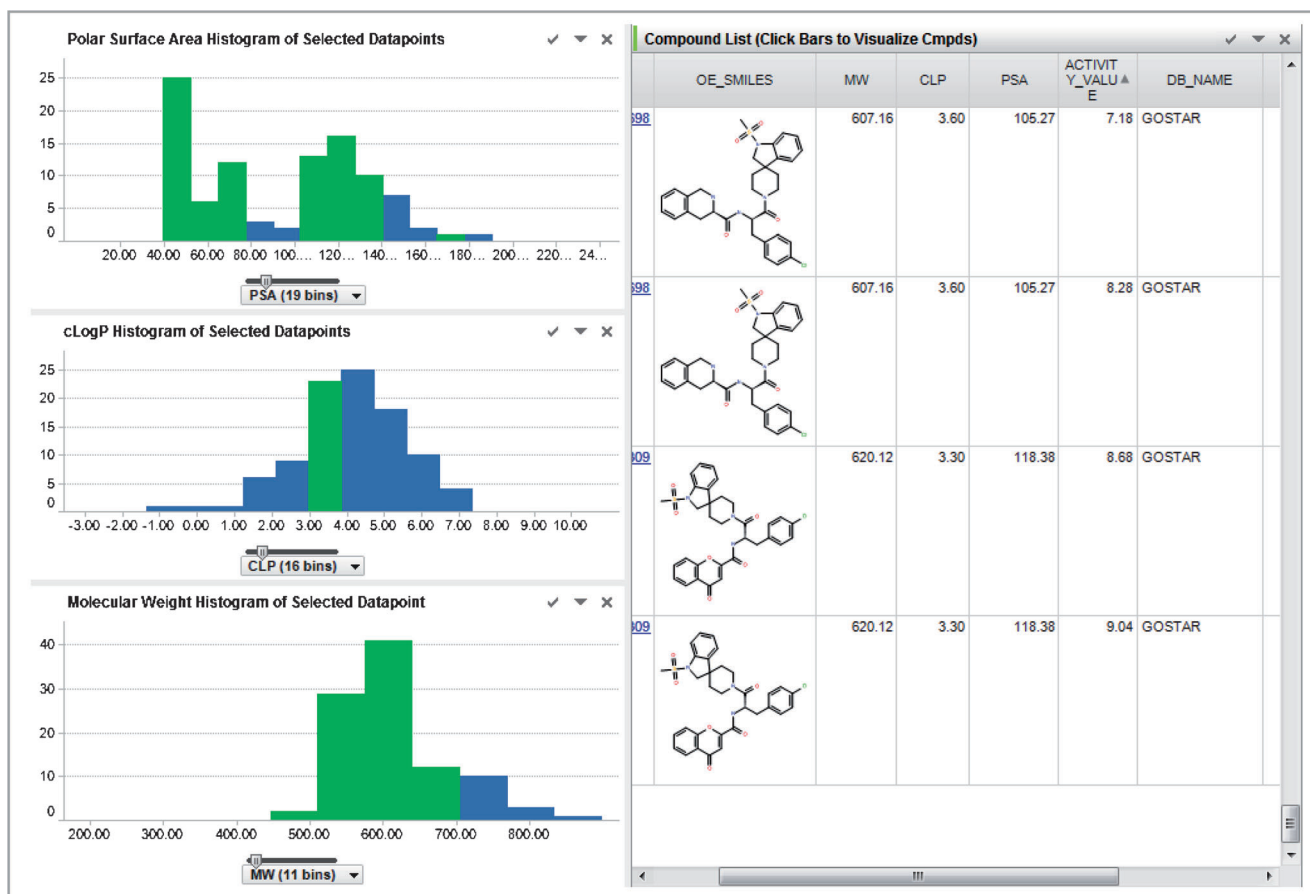 Polar Surface Area Histogram of Selected Datapoints
25
20
15
10
5
0
20.00 40.00 60.00 80.00 100.... 120... 140... 160... 180... 200... 220... 24...
PSA (19 bins)
cLogP Histogram of Selected Datapoints
25
20
15
10
5
0
-3.00 -2.00 -1.00 0.00 1.00 2.00 3.00 4.00 5.00 6.00 7.00 8.00 9.00 10.00
CLP (16 bins)
Molecular Weight Histogram of Selected Datapoint
40
30
20
10
0
200.00 300.00 400.00 500.00 600.00 700.00 800.00
MW (11 bins)
Compound List (Click Bars to Visualize Cmpds)
OE_SMILES MW CLP PSA ACTIVIT
Y_VALU
E DB_NAME
698 607.16 3.60 105.27 7.18 GOSTAR
698 607.16 3.60 105.27 8.28 GOSTAR
309 620.12 3.30 118.38 8.68 GOSTAR
309 620.12 3.30 118.38 9.04 GOSTAR